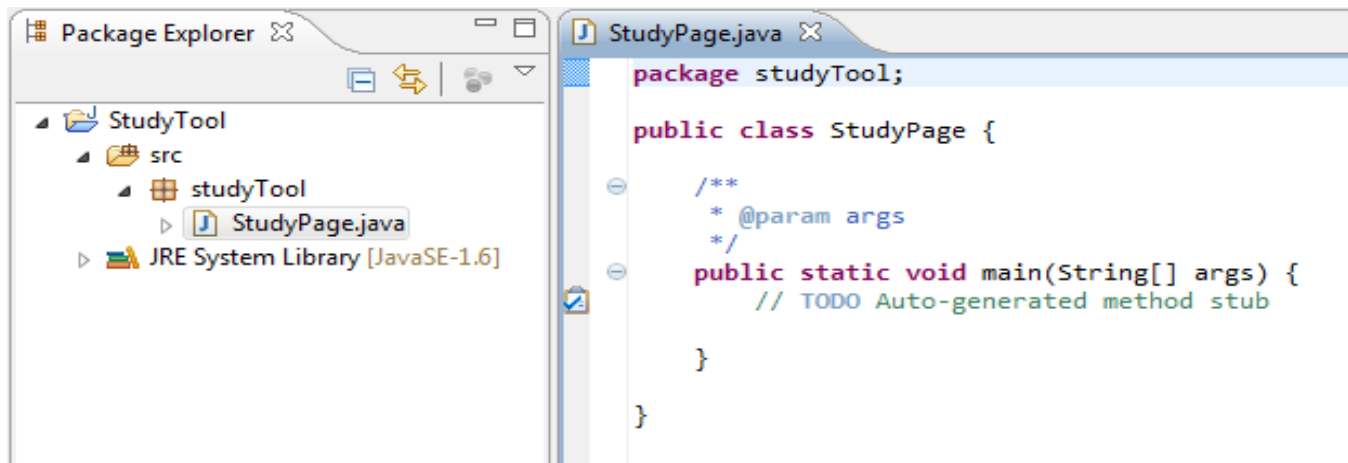 Package Explorer
StudyTool
src
studyTool
StudyPage.java
JRE System Library [JavaSE-1.6]
StudyPage.java
package studyTool;
public class StudyPage {
/**
* @param args
*/
public static void main(String[] args) {
// TODO Auto-generated method stub
}
}